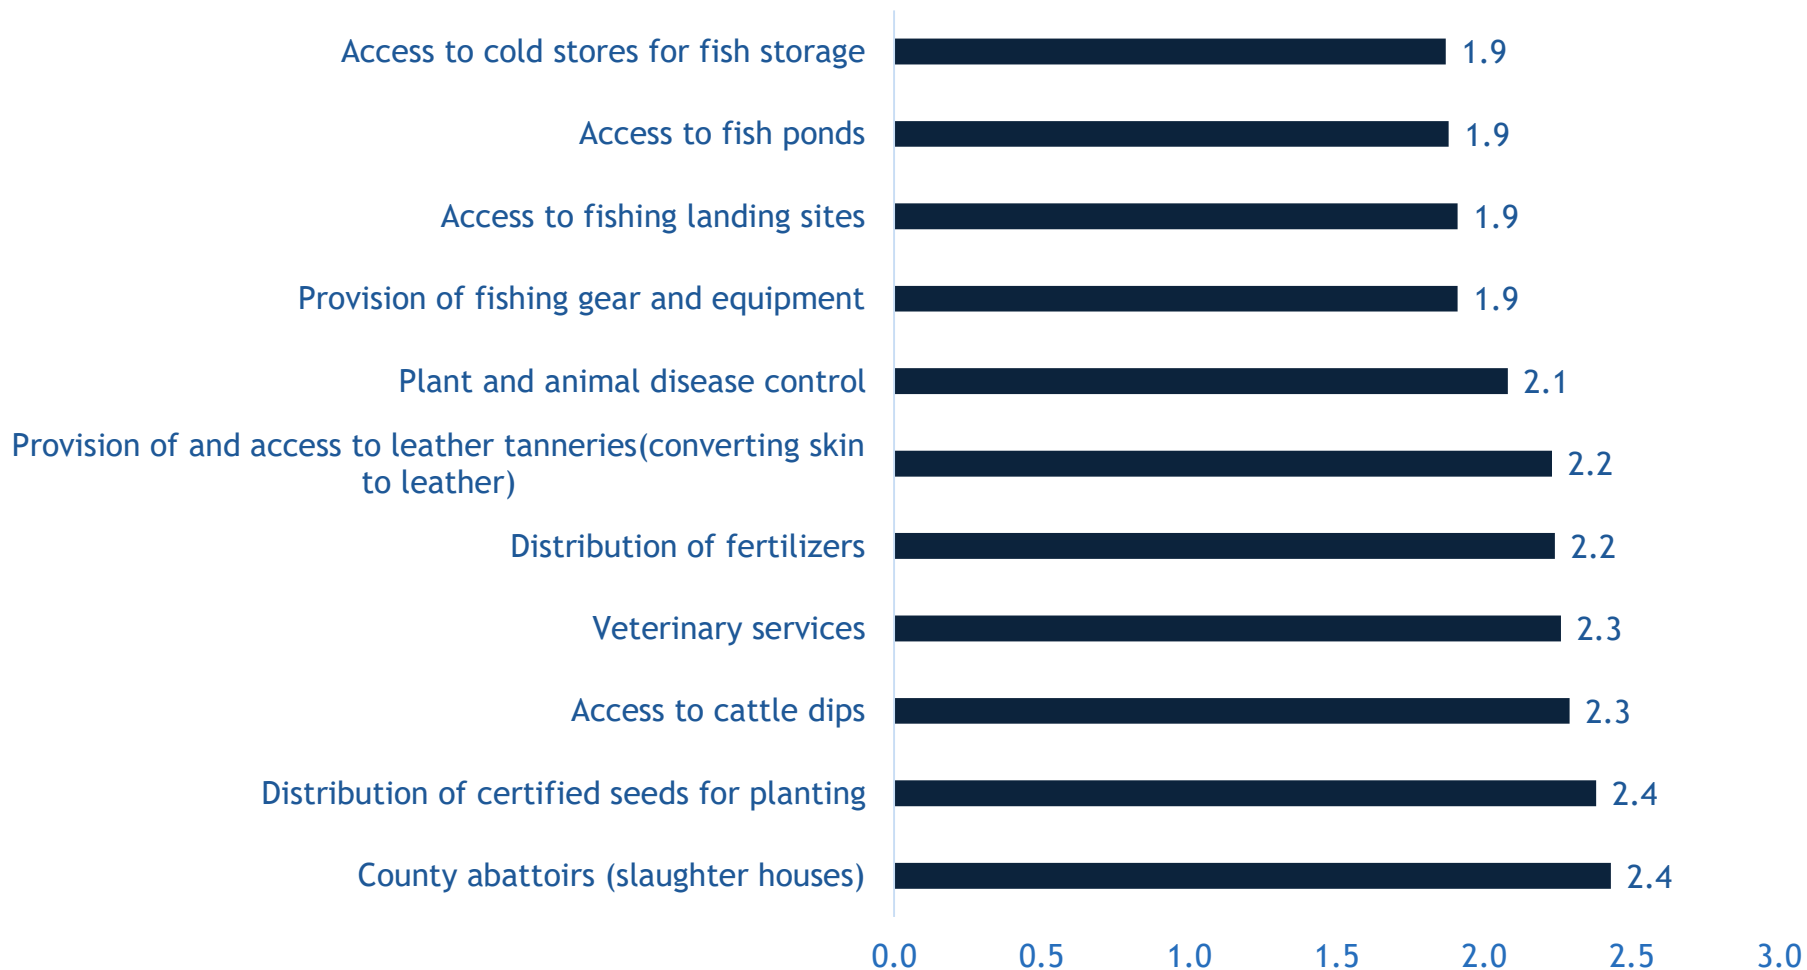 Access to cold stores for fish storage 1.9
Access to fish ponds 1.9
Access to fishing landing sites 1.9
Provision of fishing gear and equipment 1.9
Plant and animal disease control 2.1
Provision of and access to leather tanneries(converting skin
to leather) 2.2
Distribution of fertilizers 2.2
Veterinary services 2.3
Access to cattle dips 2.3
Distribution of certified seeds for planting 2.4
County abattoirs (slaughter houses) 2.4
0.0 0.5 1.0 1.5 2.0 2.5 3.0